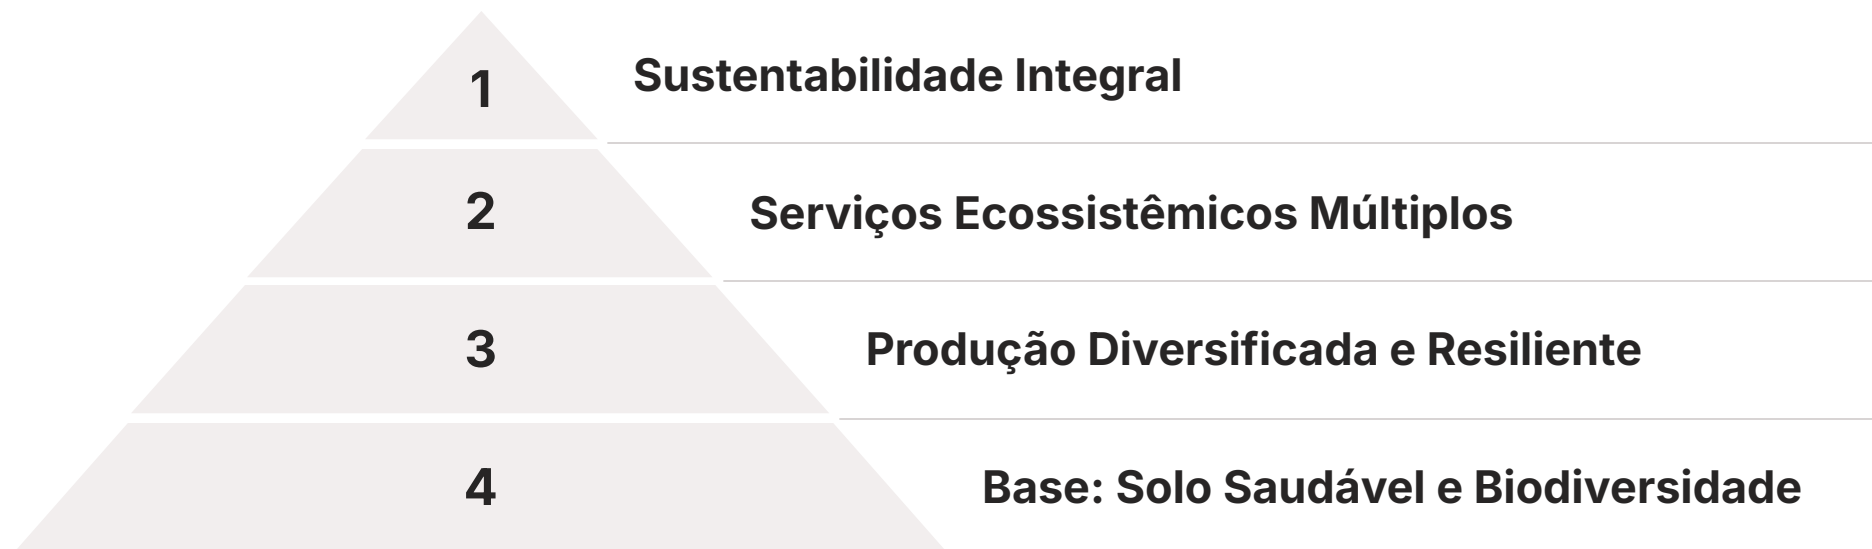 1
Sustentabilidade Integral
2
Serviços Ecossistêmicos Múltiplos
3
Produção Diversificada e Resiliente
4
Base: Solo Saudável e Biodiversidade